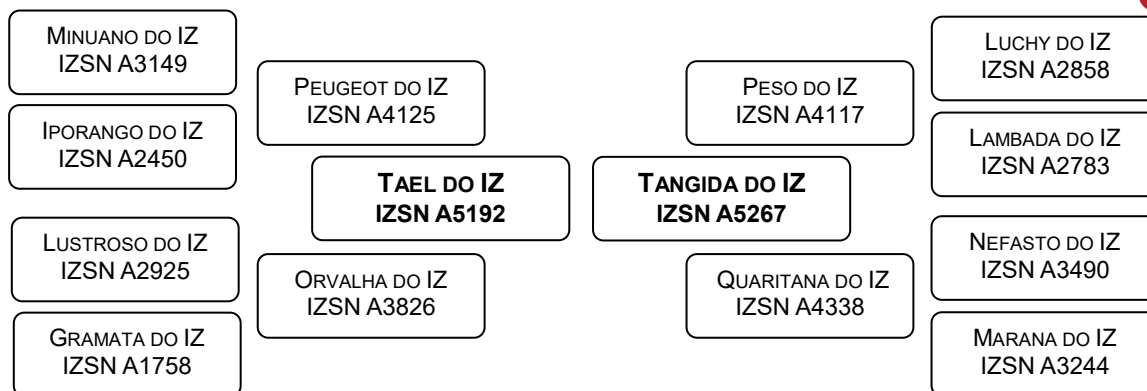 MINUANO DO IZ
IZSN A3149
IPORANGO DO IZ
IZSN A2450
LUSTROSO DO IZ
IZSN A2925
GRAMATA DO IZ
IZSN A1758
PEUGEOT DO IZ
IZSN A4125
ORVALHA DO IZ
IZSN A3826
TAEL DO IZ
IZSN A5192
TANGIDA DO IZ
IZSN A5267
PESO DO IZ
IZSN A4117
QUARITANA DO IZ
IZSN A4338
LUCHY DO IZ
IZSN A2858
LAMBADA DO IZ
IZSN A2783
NEFASTO DO IZ
IZSN A3490
MARANA DO IZ
IZSN A3244